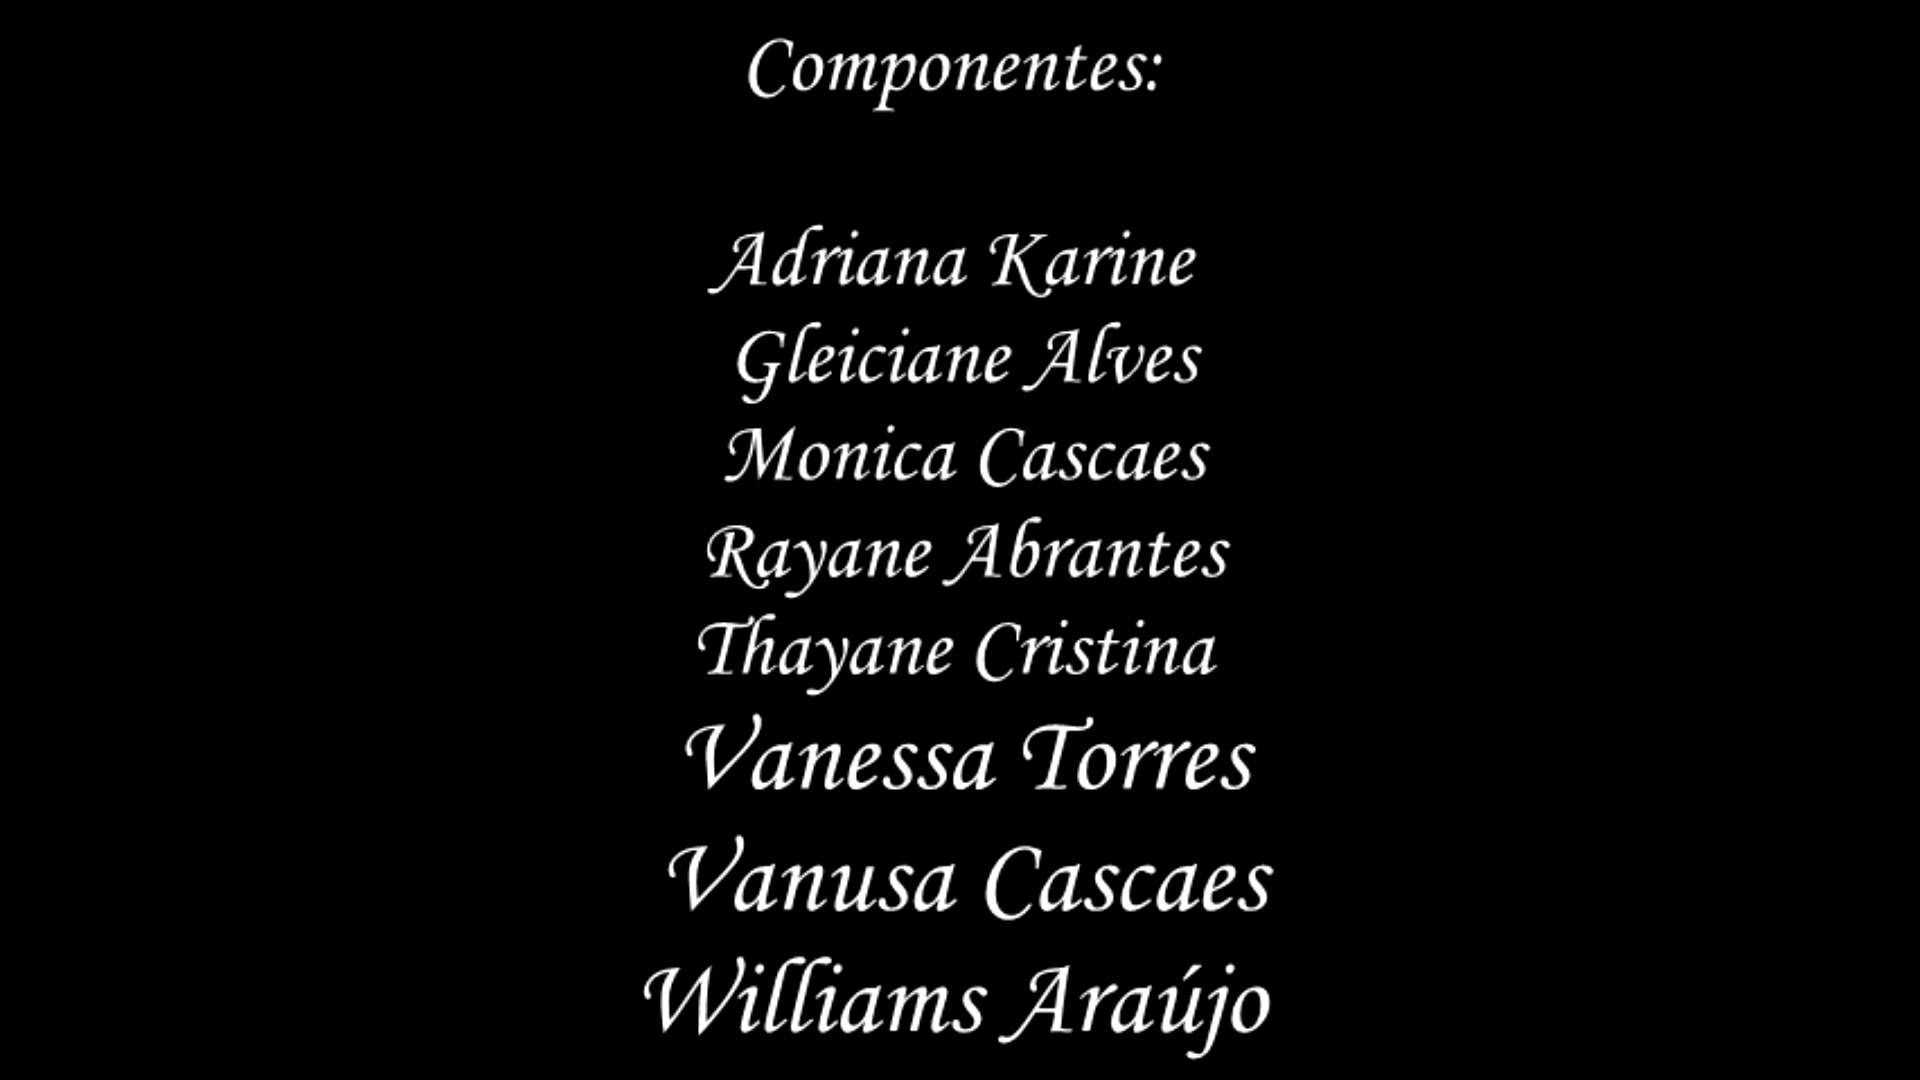 Componentes:
Adriana Karine
Gleiciane Alves
Monica Cascaes
Rayane Abrantes
Thayane Cristina
Vanessa Torres
Vanusa Cascaes
Williams Araújo